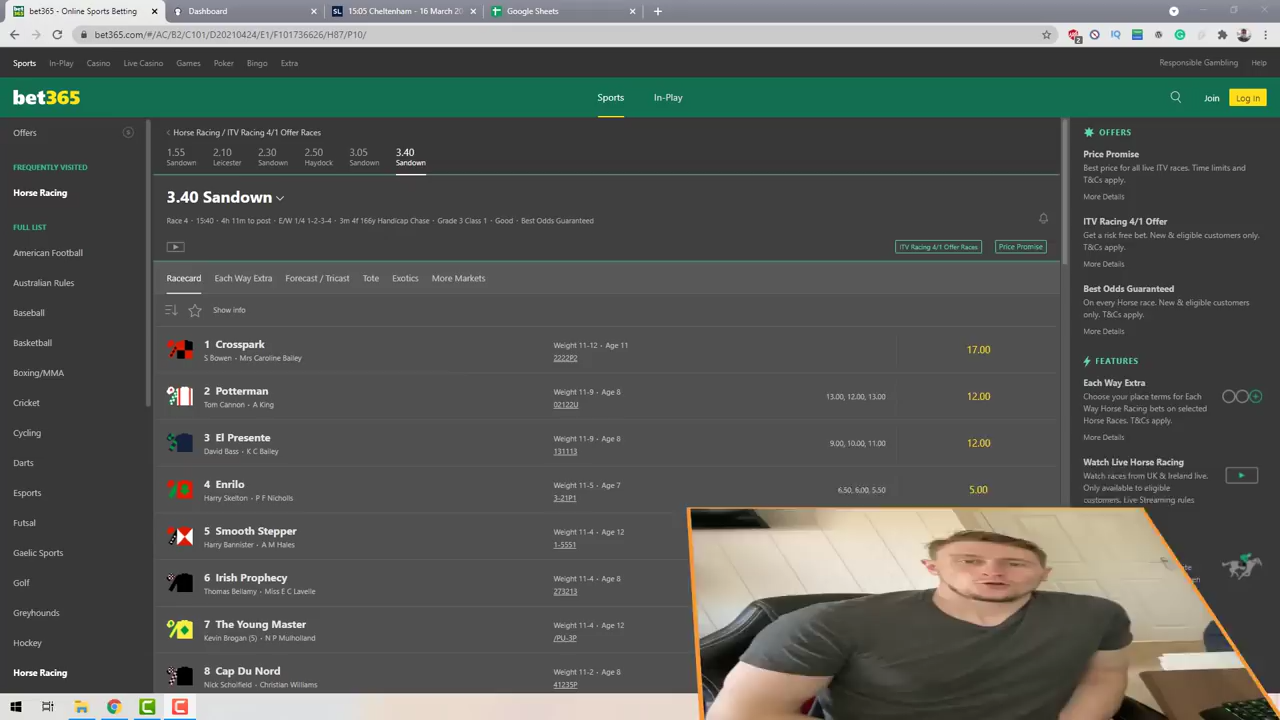 bet365 - Online Sports Betting
Dashboard
15:05 Cheltenham - 16 March 20
Google Sheets
bet365.com/#/AC/B2/C101/D20210424/E1/F101736626/H87/P10/
Sports In-Play Casino Live Casino Games Poker Bingo Extra
Responsible Gambling Help
bet365
Sports In-Play
Join Log In
Offers
FREQUENTLY VISITED
Horse Racing
FULL LIST
American Football
Australian Rules
Baseball
Basketball
Boxing/MMA
Cricket
Cycling
Darts
Esports
Futsal
Gaelic Sports
Golf
Greyhounds
Hockey
Horse Racing
Horse Racing / ITV Racing 4/1 Offer Races
1.55 2.10 2.30 2.50 3.05 3.40
Sandown Leicester Sandown Haydock Sandown Sandown
3.40 Sandown
Race 4 • 15:40 • 4h 11m to post • E/W 1/4 1-2-3-4 • 3m 4f 166y Handicap Chase • Grade 3 Class 1 • Good • Best Odds Guaranteed
ITV Racing 4/1 Offer Races Price Promise
Racecard Each Way Extra Forecast / Tricast Tote Exotics More Markets
Show info
1 Crosspark
S Bowen • Mrs Caroline Bailey
Weight 11-12 • Age 11
2222P2
17.00
2 Potterman
Tom Cannon • A King
Weight 11-9 • Age 8
02122U
13.00, 12.00, 13.00
12.00
3 El Presente
David Bass • K C Bailey
Weight 11-9 • Age 8
131113
9.00, 10.00, 11.00
12.00
4 Enrilo
Harry Skelton • P F Nicholls
Weight 11-5 • Age 7
3-21P1
6.50, 6.00, 5.50
5.00
5 Smooth Stepper
Harry Bannister • A M Hales
Weight 11-4 • Age 12
1-5551
6 Irish Prophecy
Thomas Bellamy • Miss E C Lavelle
Weight 11-4 • Age 8
273213
7 The Young Master
Kevin Brogan (5) • N P Mulholland
Weight 11-4 • Age 12
/PU-3P
8 Cap Du Nord
Nick Scholfield • Christian Williams
Weight 11-2 • Age 8
41235P
OFFERS
Price Promise
Best price for all live ITV races. Time limits and
T&Cs apply.
More Details
ITV Racing 4/1 Offer
Get a risk free bet. New & eligible customers only.
T&Cs apply.
More Details
Best Odds Guaranteed
On every Horse race. New & eligible customers
only. T&Cs apply.
More Details
FEATURES
Each Way Extra
Choose your place terms for Each
Way Horse Racing bets on selected
Horse Races. T&Cs apply.
More Details
Watch Live Horse Racing
Watch races from UK & Ireland live.
Only available to eligible
customers. Live Streaming rules